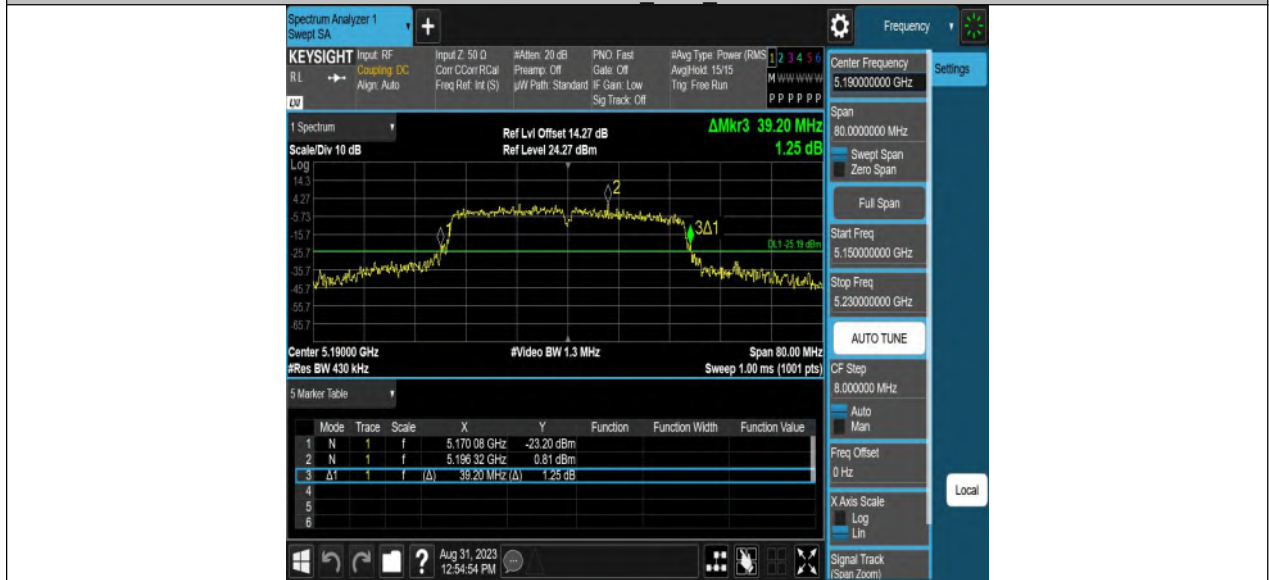 Spectrum Analyzer 1
Swept SA
+
Frequency
KEYSIGHT
RL
LXI
Input: RF
Coupling: DC
Align: Auto
Input Z: 50 Ω
Corr CCorr RCal
Freq Ref: Int (S)
#Atten: 20 dB
Preamp: Off
µW Path: Standard
PNO: Fast
Gate: Off
IF Gain: Low
Sig Track: Off
#Avg Type: Power (RMS
Avg|Hold: 15/15
Trig: Free Run
1 2 3 4 5 6
M W W W W W
P P P P P P
1 Spectrum
Scale/Div 10 dB
Ref Lvl Offset 14.27 dB
Ref Level 24.27 dBm
ΔMkr3 39.20 MHz
1.25 dB
Log
14.3
4.27
-5.73
-15.7
-25.7
-35.7
-45.7
-55.7
-65.7
1
2
3Δ1
DL1 -25.19 dBm
Center 5.19000 GHz
#Video BW 1.3 MHz
Span 80.00 MHz
#Res BW 430 kHz
Sweep 1.00 ms (1001 pts)
5 Marker Table
Mode Trace Scale X Y Function Function Width Function Value
1 N 1 f 5.170 08 GHz -23.20 dBm
2 N 1 f 5.196 32 GHz 0.81 dBm
3 Δ1 1 f (Δ) 39.20 MHz (Δ) 1.25 dB
4
5
6
?
Aug 31, 2023
12:54:54 PM
Center Frequency
5.190000000 GHz
Settings
Span
80.0000000 MHz
Swept Span
Zero Span
Full Span
Start Freq
5.150000000 GHz
Stop Freq
5.230000000 GHz
AUTO TUNE
CF Step
8.000000 MHz
Auto
Man
Freq Offset
0 Hz
Local
X Axis Scale
Log
Lin
Signal Track
(Span Zoom)